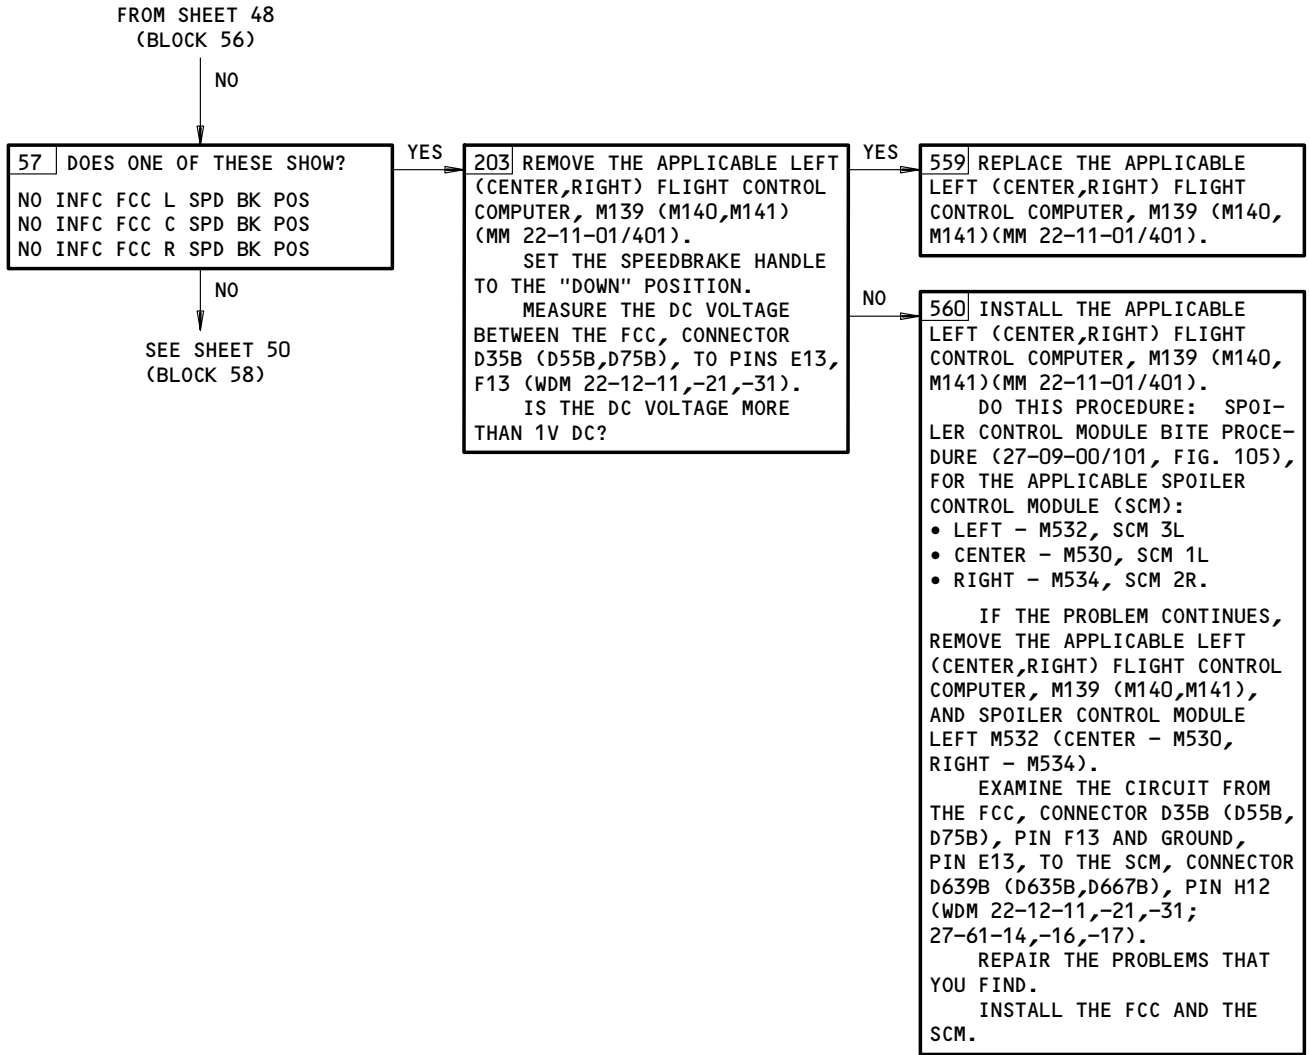 FROM SHEET 48
(BLOCK 56)
NO
57 DOES ONE OF THESE SHOW?
NO INFC FCC L SPD BK POS
NO INFC FCC C SPD BK POS
NO INFC FCC R SPD BK POS
NO
SEE SHEET 50
(BLOCK 58)
YES
203 REMOVE THE APPLICABLE LEFT
(CENTER,RIGHT) FLIGHT CONTROL
COMPUTER, M139 (M140,M141)
(MM 22-11-01/401).
SET THE SPEEDBRAKE HANDLE
TO THE "DOWN" POSITION.
MEASURE THE DC VOLTAGE
BETWEEN THE FCC, CONNECTOR
D35B (D55B,D75B), TO PINS E13,
F13 (WDM 22-12-11,-21,-31).
IS THE DC VOLTAGE MORE
THAN 1V DC?
YES
559 REPLACE THE APPLICABLE
LEFT (CENTER,RIGHT) FLIGHT
CONTROL COMPUTER, M139 (M140,
M141)(MM 22-11-01/401).
NO
560 INSTALL THE APPLICABLE
LEFT (CENTER,RIGHT) FLIGHT
CONTROL COMPUTER, M139 (M140,
M141)(MM 22-11-01/401).
DO THIS PROCEDURE: SPOI-
LER CONTROL MODULE BITE PROCE-
DURE (27-09-00/101, FIG. 105),
FOR THE APPLICABLE SPOILER
CONTROL MODULE (SCM):
• LEFT - M532, SCM 3L
• CENTER - M530, SCM 1L
• RIGHT - M534, SCM 2R.
IF THE PROBLEM CONTINUES,
REMOVE THE APPLICABLE LEFT
(CENTER,RIGHT) FLIGHT CONTROL
COMPUTER, M139 (M140,M141),
AND SPOILER CONTROL MODULE
LEFT M532 (CENTER - M530,
RIGHT - M534).
EXAMINE THE CIRCUIT FROM
THE FCC, CONNECTOR D35B (D55B,
D75B), PIN F13 AND GROUND,
PIN E13, TO THE SCM, CONNECTOR
D639B (D635B,D667B), PIN H12
(WDM 22-12-11,-21,-31;
27-61-14,-16,-17).
REPAIR THE PROBLEMS THAT
YOU FIND.
INSTALL THE FCC AND THE
SCM.